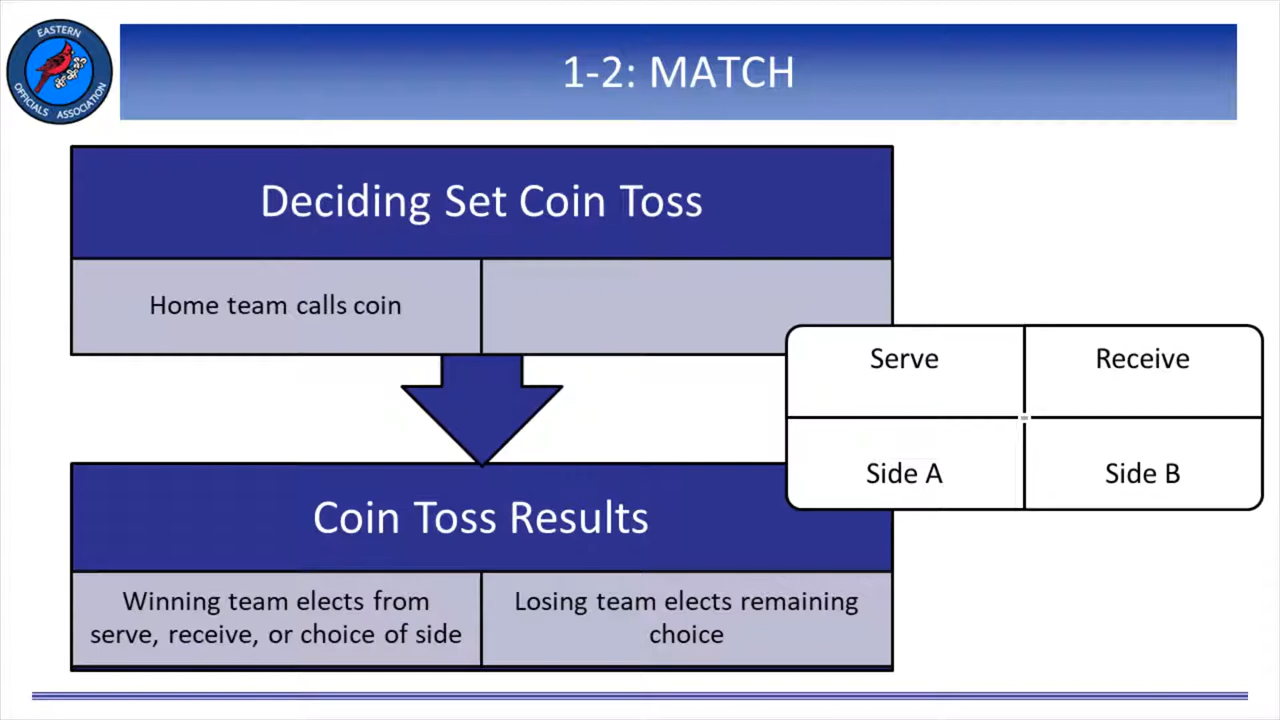 EASTERN
OFFICIALS ASSOCIATION
1-2: MATCH
Deciding Set Coin Toss
Home team calls coin
Serve
Receive
Side A
Side B
Coin Toss Results
Winning team elects from
serve, receive, or choice of side
Losing team elects remaining
choice